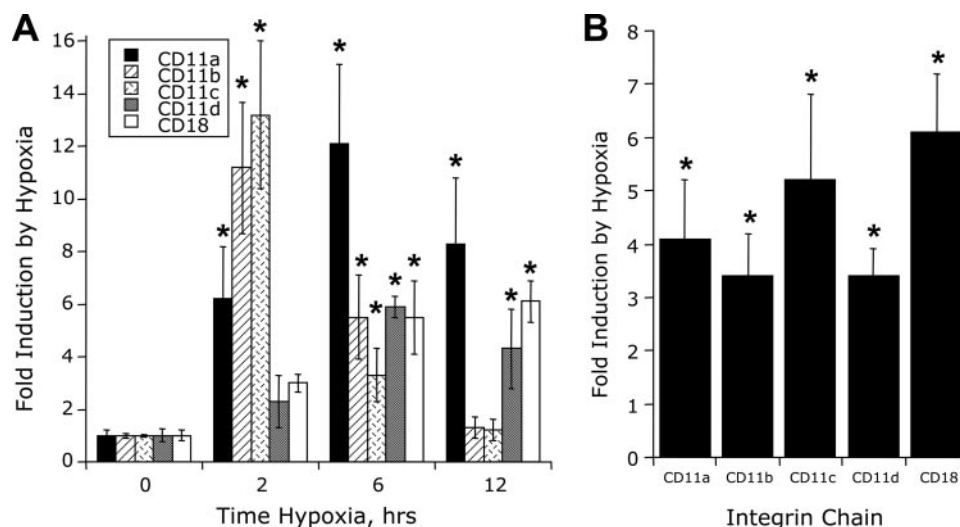 A
Fold Induction by Hypoxia
16
14
12
10
8
6
4
2
0
CD11a
CD11b
CD11c
CD11d
CD18
* * *
* * * * *
* * *
0 2 6 12
Time Hypoxia, hrs
B
Fold Induction by Hypoxia
8
7
6
5
4
3
2
1
0
* * * * *
CD11a CD11b CD11c CD11d CD18
Integrin Chain